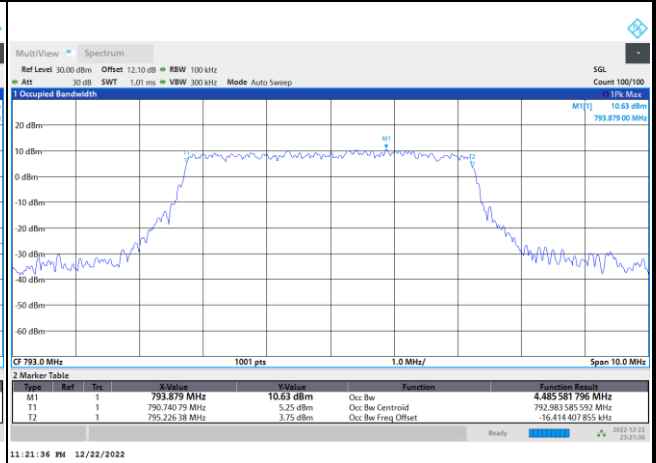 MultiView Spectrum
Ref Level 30.00 dBm Offset 12.10 dB RBW 100 kHz SGL
Att 30 dB SWT 1.01 ms VBW 300 kHz Mode Auto Sweep Count 100/100
1 Occupied Bandwidth 1Pk Max
M1[1] 10.63 dBm
793.879 00 MHz
20 dBm
M1
10 dBm
T1
T2
0 dBm
-10 dBm
-20 dBm
-30 dBm
-40 dBm
-50 dBm
-60 dBm
CF 793.0 MHz 1001 pts 1.0 MHz/ Span 10.0 MHz
2 Marker Table
Type Ref Trc X-Value Y-Value Function Function Result
M1 1 793.879 MHz 10.63 dBm Occ Bw 4.485 581 796 MHz
T1 1 790.740 79 MHz 5.25 dBm Occ Bw Centroid 792.983 585 592 MHz
T2 1 795.226 38 MHz 3.75 dBm Occ Bw Freq Offset -16.414 407 855 kHz
Ready 2022-12-22
23:21:36
11:21:36 PM 12/22/2022